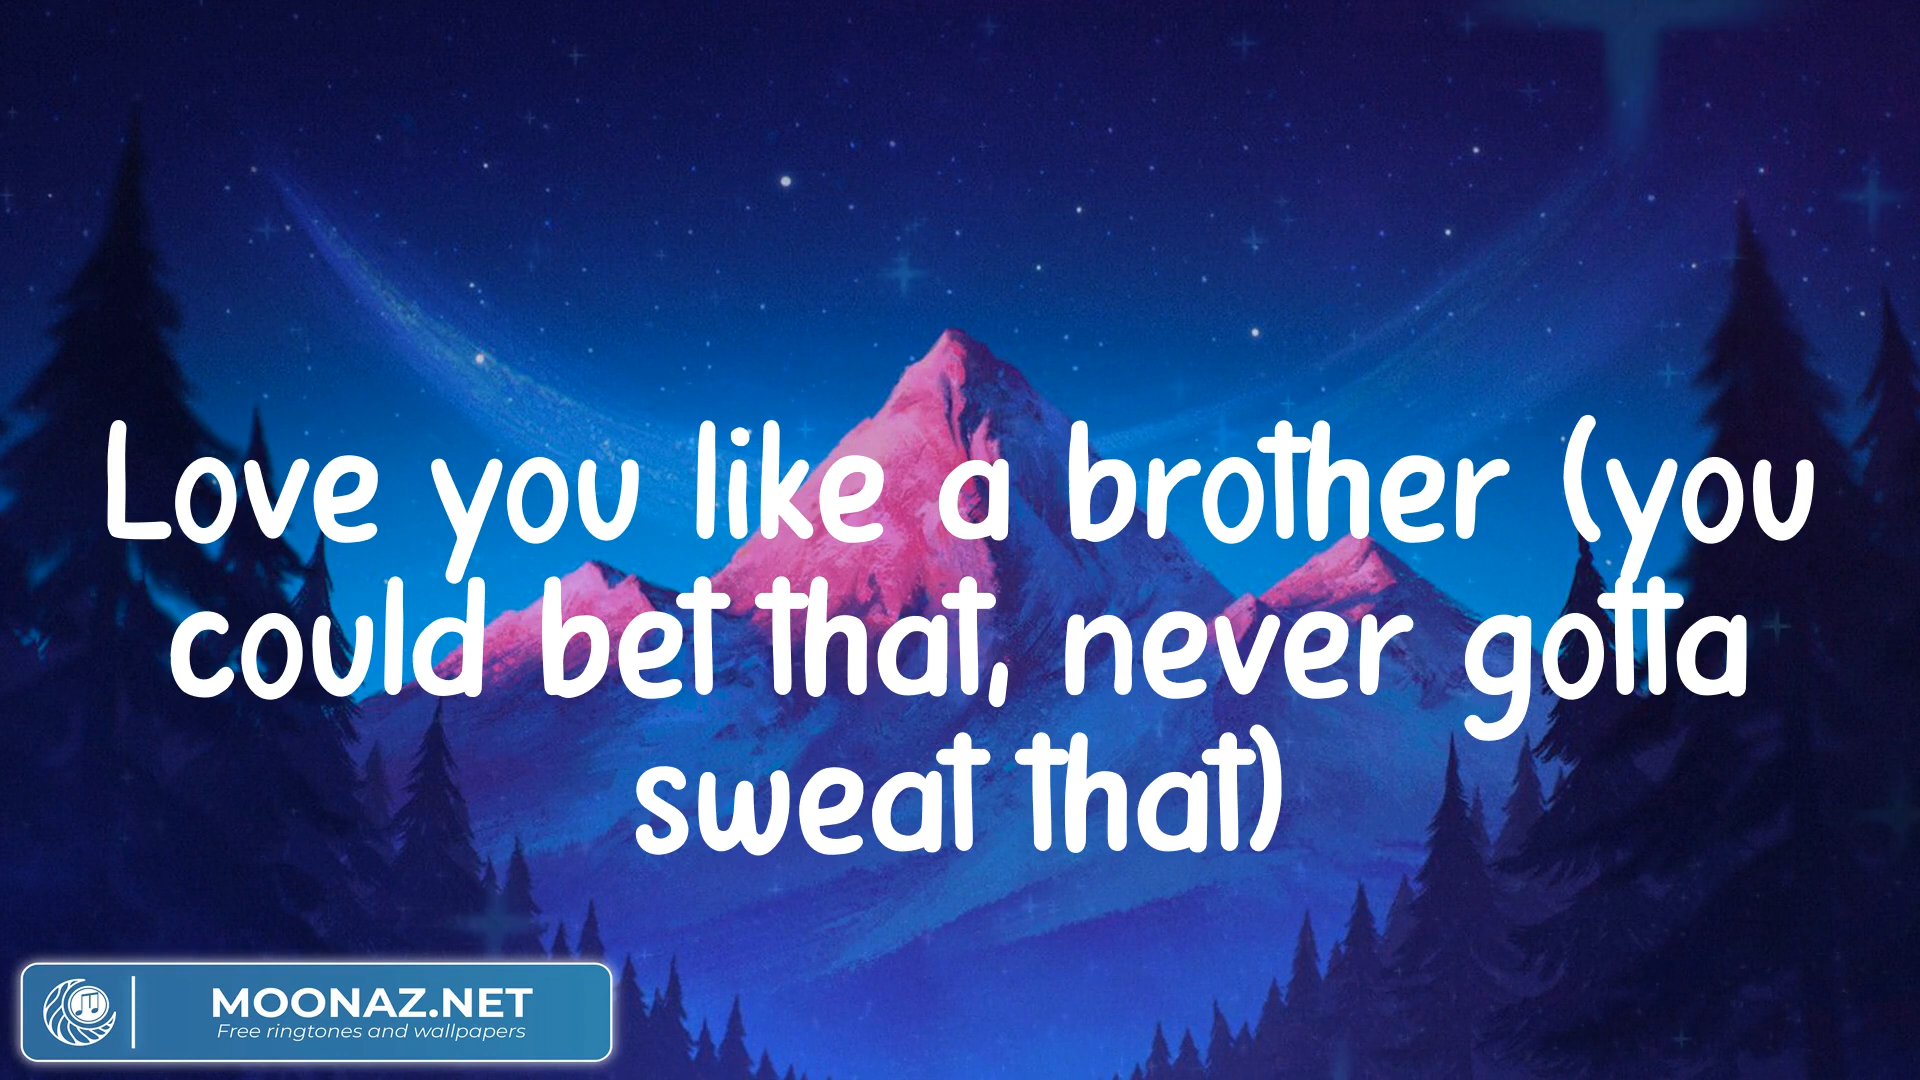 Love you like a brother (you
could bet that, never gotta
sweat that)
MOONAZ.NET
Free ringtones and wallpapers